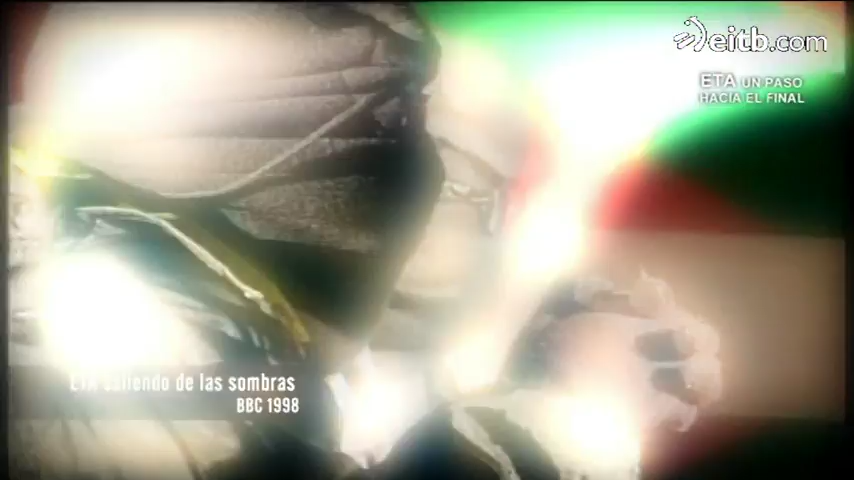 eitb.com
ETA UN PASO
HACIA EL FINAL
ETA saliendo de las sombras
BBC 1998